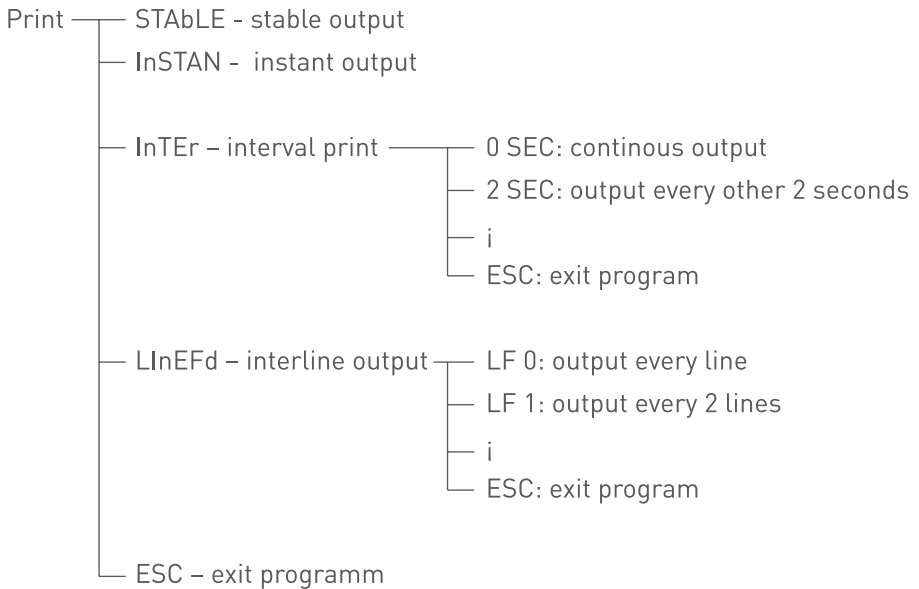 Print
STAbLE - stable output
InSTAN - instant output
InTEr – interval print
0 SEC: continous output
2 SEC: output every other 2 seconds
¡
ESC: exit program
LInEFd – interline output
LF 0: output every line
LF 1: output every 2 lines
¡
ESC: exit program
ESC – exit programm